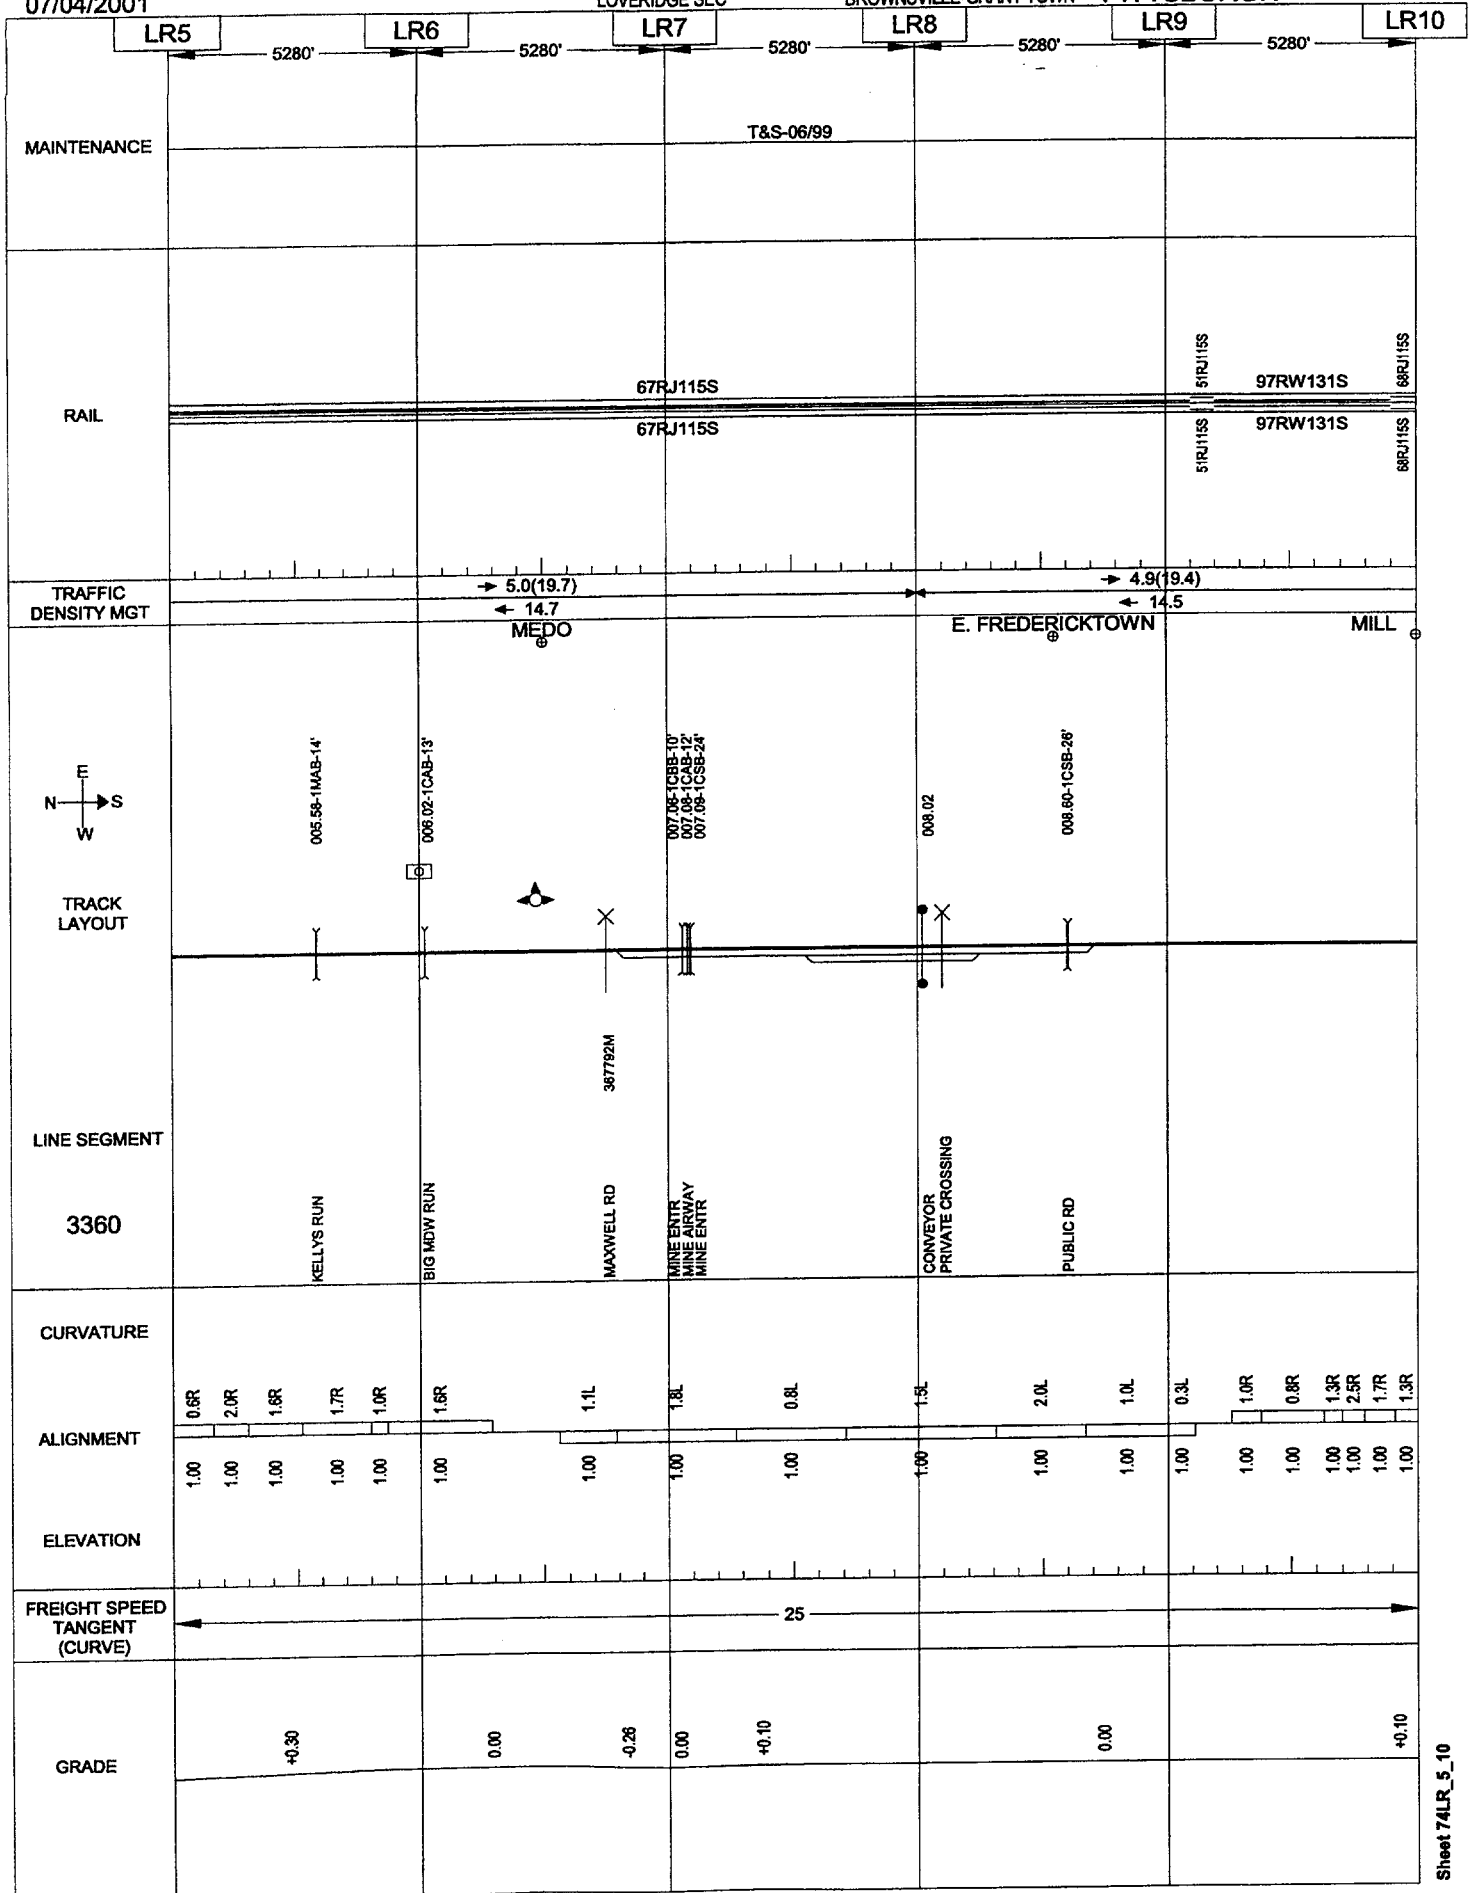 07/04/2001
LR5 LR6 LR7 LR8 LR9 LR10
5280' 5280' 5280' 5280' 5280'
MAINTENANCE
T&S-06/99
RAIL
67RJ115S
67RJ115S
51RJ115S
97RW131S
68RJ115S
51RJ115S
97RW131S
68RJ115S
TRAFFIC
DENSITY MGT
5.0(19.7)
14.7
4.9(19.4)
14.5
MEDO
E. FREDERICKTOWN
MILL
E
N S
W
005.58-1MAB-14'
006.02-1CAB-13'
007.06-1CBB-10'
007.08-1CAB-12'
007.09-1CSB-24'
008.02
008.60-1CSB-26'
TRACK
LAYOUT
367792M
LINE SEGMENT
3360
KELLYS RUN
BIG MDW RUN
MAXWELL RD
MINE ENTR
MINE AIRWAY
MINE ENTR
CONVEYOR
PRIVATE CROSSING
PUBLIC RD
CURVATURE
0.6R 2.0R 1.6R 1.7R 1.0R 1.6R 1.1L 1.8L 0.8L 1.5L 2.0L 1.0L 0.3L 1.0R 0.8R 1.3R 2.5R 1.7R 1.3R
ALIGNMENT
1.00 1.00 1.00 1.00 1.00 1.00 1.00 1.00 1.00 1.00 1.00 1.00 1.00 1.00 1.00 1.00 1.00 1.00 1.00
ELEVATION
FREIGHT SPEED
TANGENT
(CURVE)
25
GRADE
+0.30 0.00 -0.26 0.00 +0.10 0.00 +0.10
Sheet 74LR_5_10